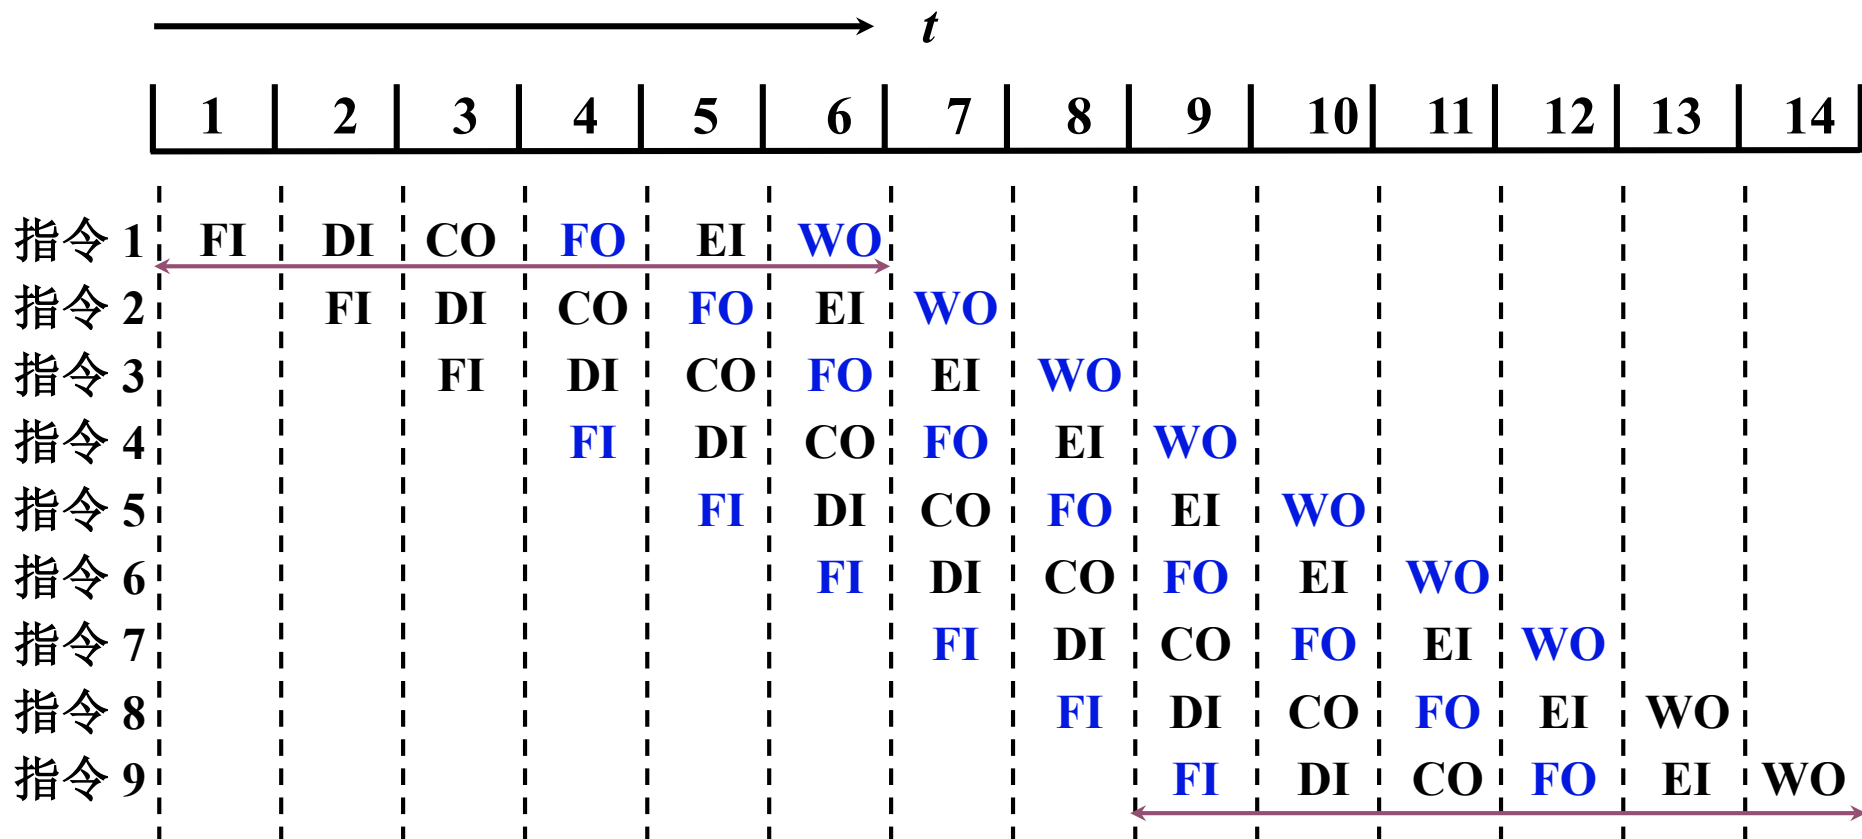 t
1 2 3 4 5 6 7 8 9 10 11 12 13 14
指令 1 FI DI CO FO EI WO
指令 2 FI DI CO FO EI WO
指令 3 FI DI CO FO EI WO
指令 4 FI DI CO FO EI WO
指令 5 FI DI CO FO EI WO
指令 6 FI DI CO FO EI WO
指令 7 FI DI CO FO EI WO
指令 8 FI DI CO FO EI WO
指令 9 FI DI CO FO EI WO